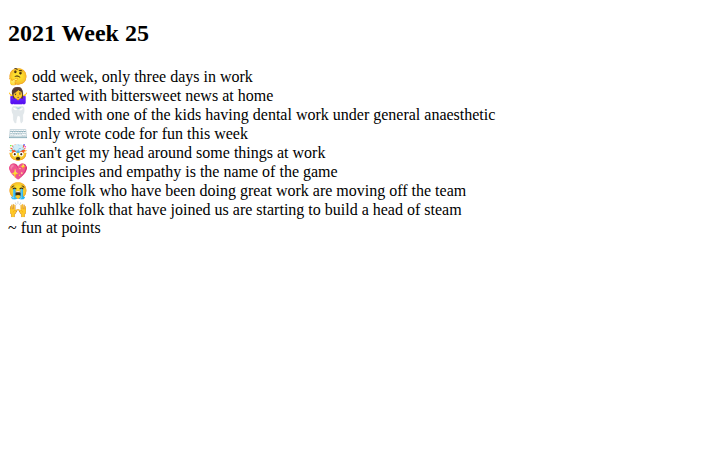 2021 Week 25
🤔 odd week, only three days in work
🤷‍♀️ started with bittersweet news at home
🦷 ended with one of the kids having dental work under general anaesthetic
⌨️ only wrote code for fun this week
🤯 can't get my head around some things at work
💖 principles and empathy is the name of the game
😭 some folk who have been doing great work are moving off the team
🙌 zuhlke folk that have joined us are starting to build a head of steam
~ fun at points